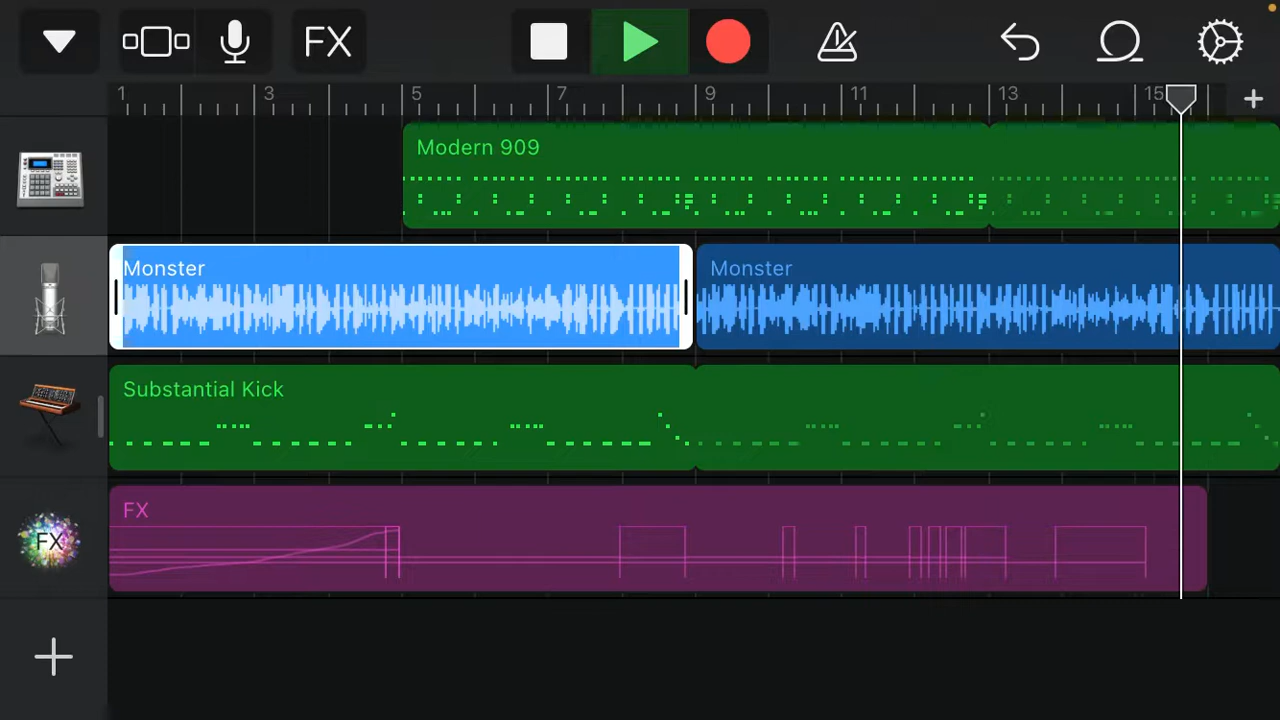 FX
1 3 5 7 9 11 13 15
Modern 909
Monster Monster
Substantial Kick
FX
FX